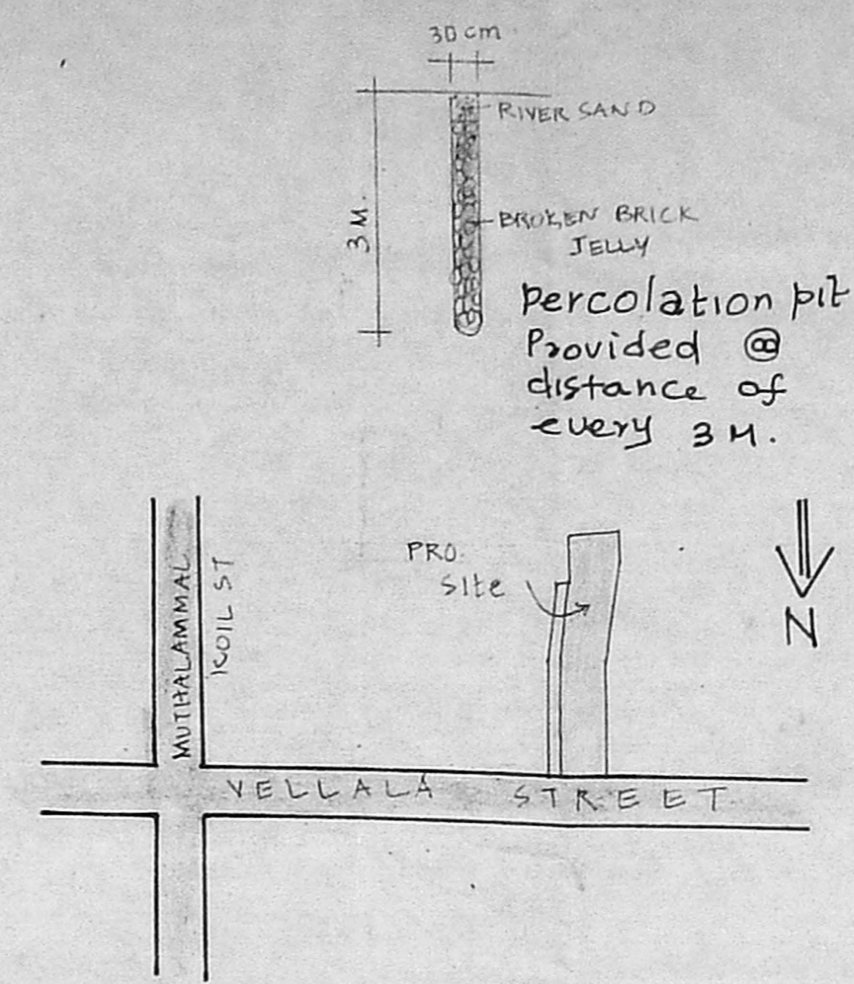 30 cm
RIVER SAND
3 M.
BROKEN BRICK
JELLY
Percolation pit
Provided @
distance of
every 3 M.
PRO.
Site
MUTHALAMMAL
KOIL ST
N
VELLALA STREET